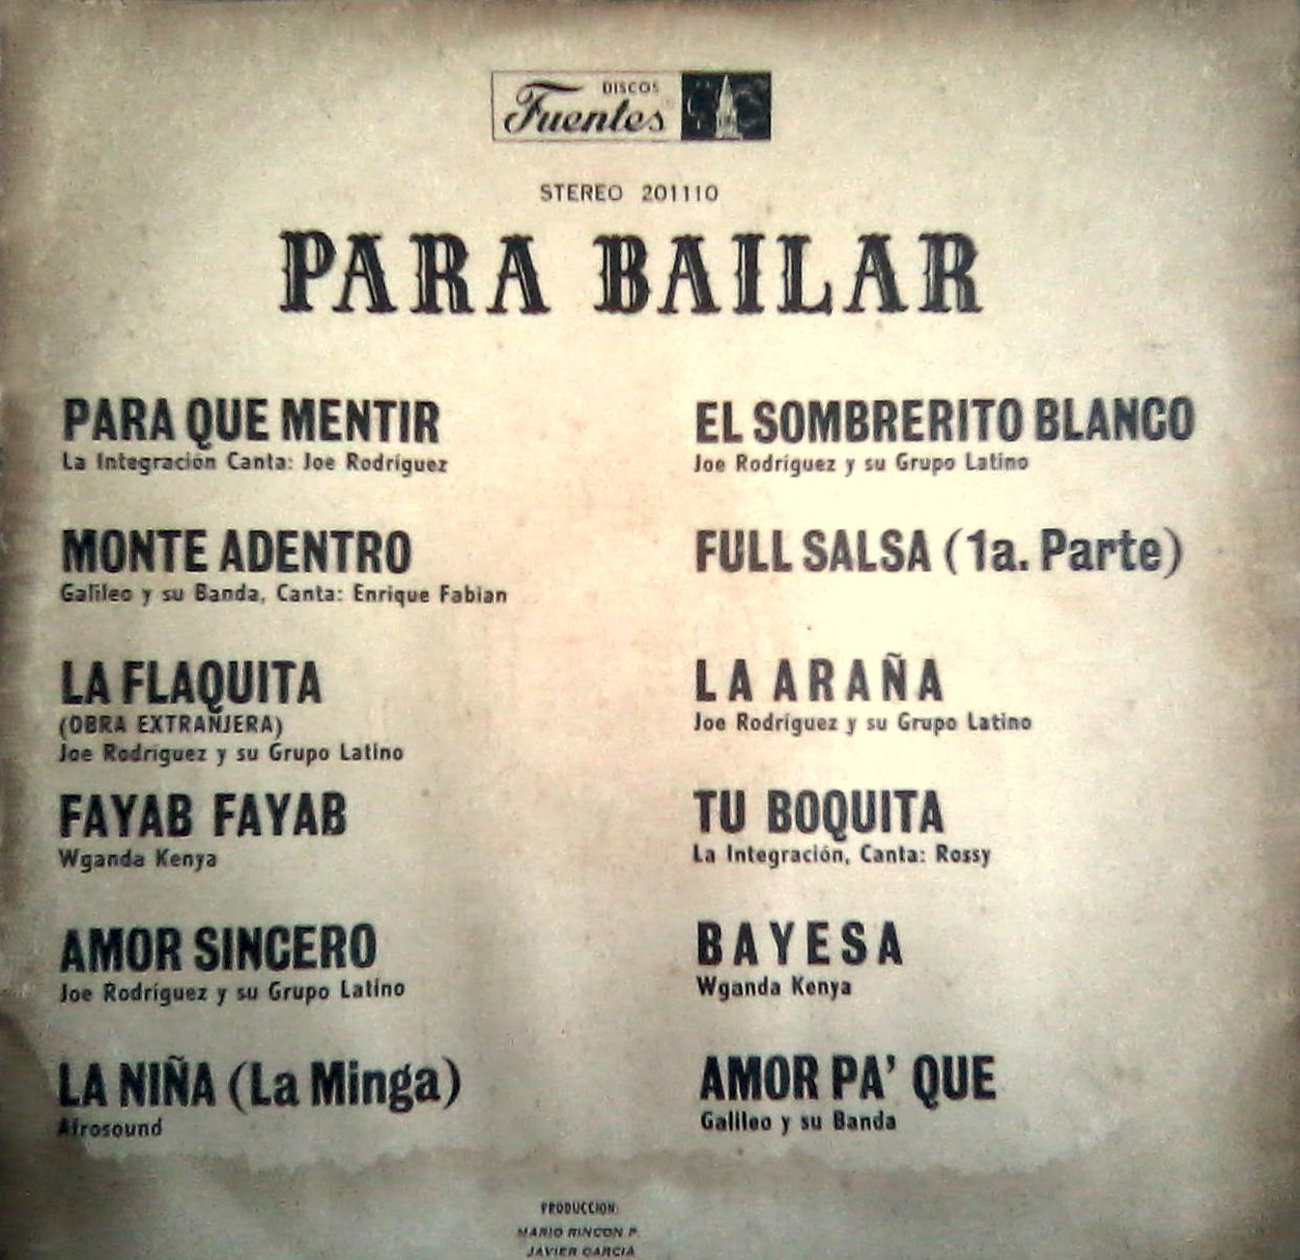 DISCOS
Fuentes
STEREO 201110
PARA BAILAR
PARA QUE MENTIR
La Integración Canta: Joe Rodríguez
MONTE ADENTRO
Galileo y su Banda, Canta: Enrique Fabian
LA FLAQUITA
(OBRA EXTRANJERA)
Joe Rodríguez y su Grupo Latino
FAYAB FAYAB
Wganda Kenya
AMOR SINCERO
Joe Rodríguez y su Grupo Latino
LA NIÑA (La Minga)
Afrosound
EL SOMBRERITO BLANCO
Joe Rodríguez y su Grupo Latino
FULL SALSA (1a. Parte)
LA ARAÑA
Joe Rodríguez y su Grupo Latino
TU BOQUITA
La Integración, Canta: Rossy
BAYESA
Wganda Kenya
AMOR PA' QUE
Galileo y su Banda
PRODUCCION:
MARIO RINCON P.
JAVIER GARCIA